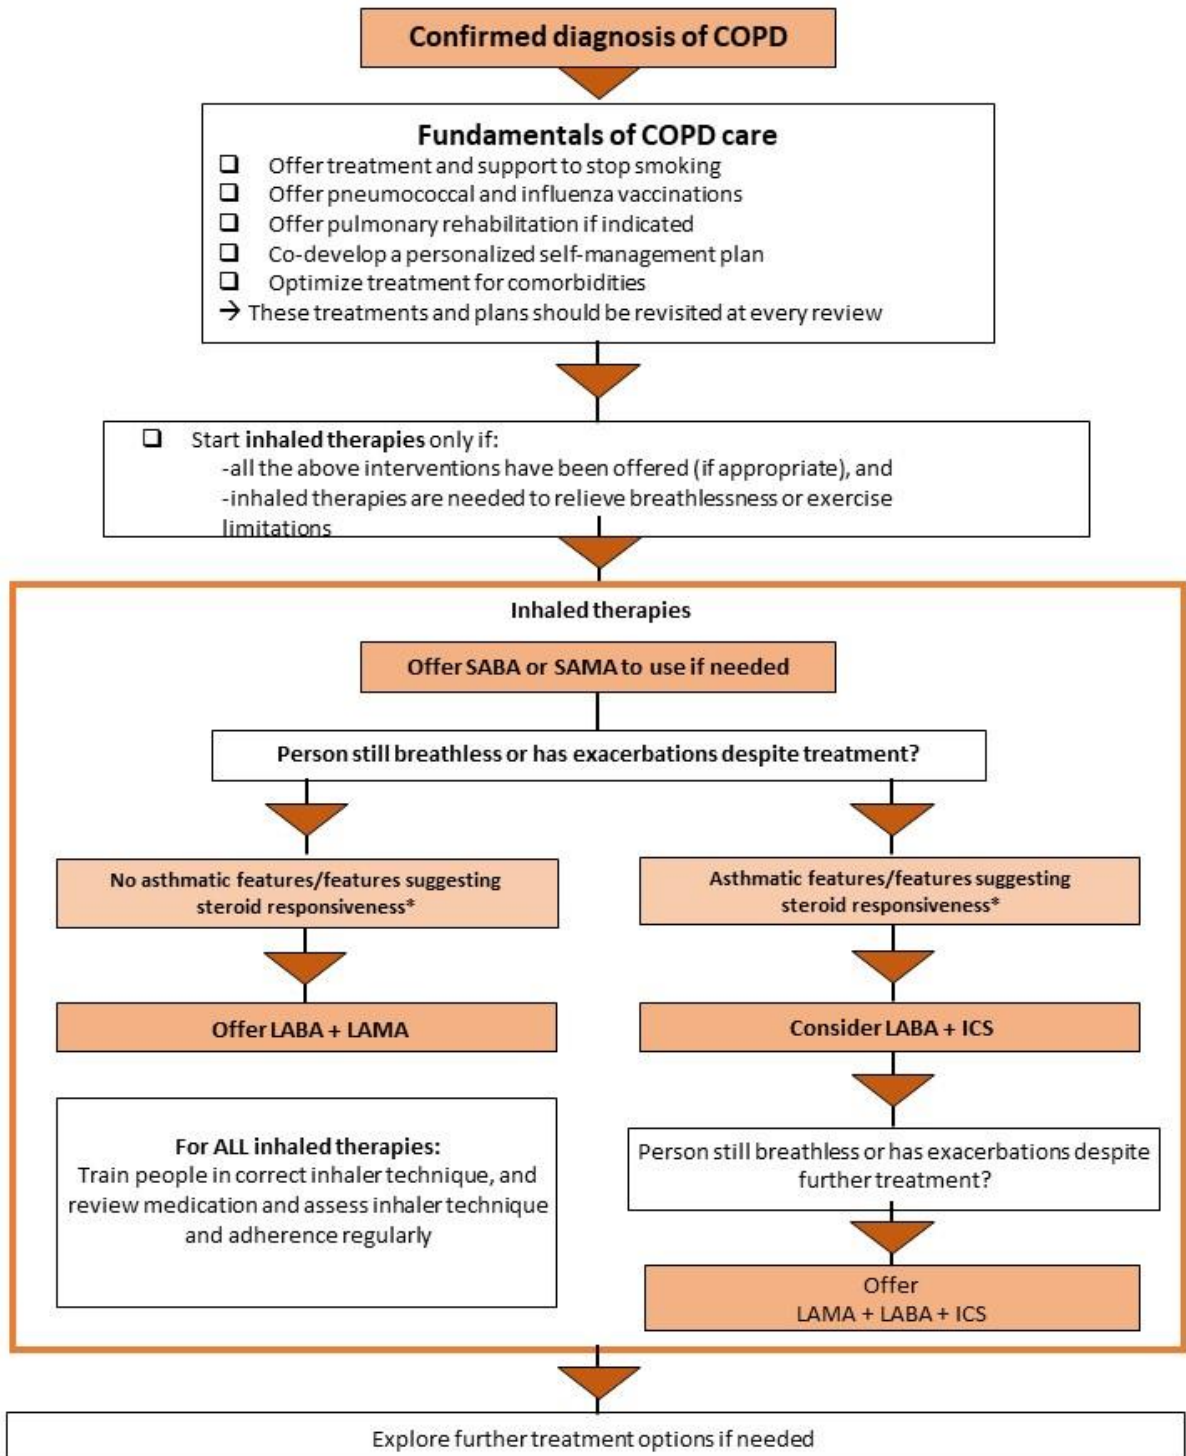 Confirmed diagnosis of COPD
Fundamentals of COPD care
❑ Offer treatment and support to stop smoking
❑ Offer pneumococcal and influenza vaccinations
❑ Offer pulmonary rehabilitation if indicated
❑ Co-develop a personalized self-management plan
❑ Optimize treatment for comorbidities
→ These treatments and plans should be revisited at every review
❑ Start inhaled therapies only if:
-all the above interventions have been offered (if appropriate), and
-inhaled therapies are needed to relieve breathlessness or exercise
limitations
Inhaled therapies
Offer SABA or SAMA to use if needed
Person still breathless or has exacerbations despite treatment?
No asthmatic features/features suggesting
steroid responsiveness*
Offer LABA + LAMA
For ALL inhaled therapies:
Train people in correct inhaler technique, and
review medication and assess inhaler technique
and adherence regularly
Asthmatic features/features suggesting
steroid responsiveness*
Consider LABA + ICS
Person still breathless or has exacerbations despite
further treatment?
Offer
LAMA + LABA + ICS
Explore further treatment options if needed